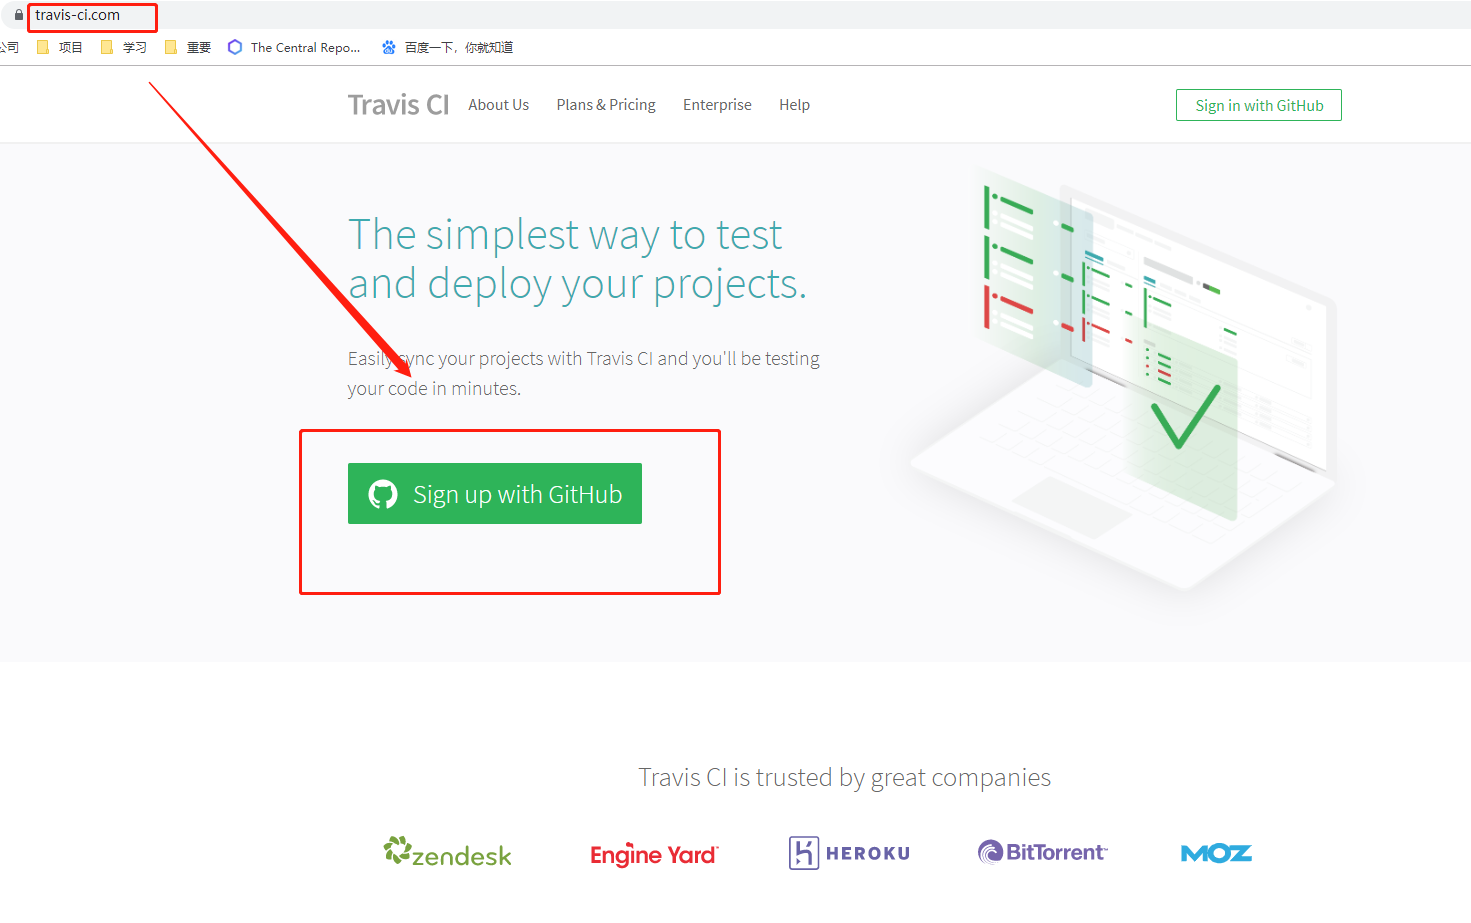 travis-ci.com
公司 项目 学习 重要 The Central Repo... 百度一下，你就知道
Travis CI About Us Plans & Pricing Enterprise Help Sign in with GitHub
The simplest way to test
and deploy your projects.
Easily sync your projects with Travis CI and you'll be testing
your code in minutes.
Sign up with GitHub
Travis CI is trusted by great companies
zendesk Engine Yard™ HEROKU BitTorrent™ MOZ